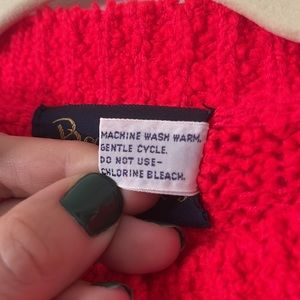 MACHINE WASH WARM,
GENTLE CYCLE.
DO NOT USE-
CHLORINE BLEACH.